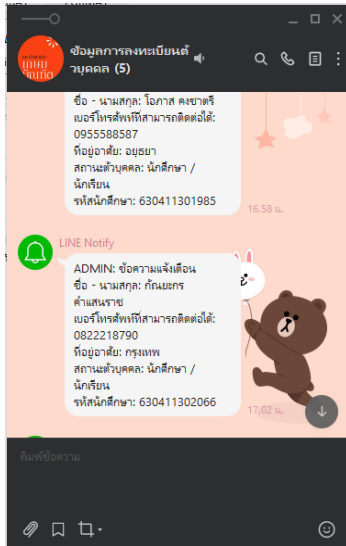 ข้อมูลการลงทะเบียนต์
วบุคคล (5)
เกษม
บัณฑิต
ชื่อ - นามสกุล: โอภาส คงชาตรี
เบอร์โทรศัพท์ที่สามารถติดต่อได้:
0955588587
ที่อยู่อาศัย: อยุธยา
สถานะตัวบุคคล: นักศึกษา /
นักเรียน
รหัสนักศึกษา: 630411301985
16.58 น.
LINE Notify
ADMIN: ข้อความแจ้งเตือน
ชื่อ - นามสกุล: กัณยะกร
คำแสนราช
เบอร์โทรศัพท์ที่สามารถติดต่อได้:
0822218790
ที่อยู่อาศัย: กรุงเทพ
สถานะตัวบุคคล: นักศึกษา /
นักเรียน
รหัสนักศึกษา: 630411302066
17.02 น.
พิมพ์ข้อความ